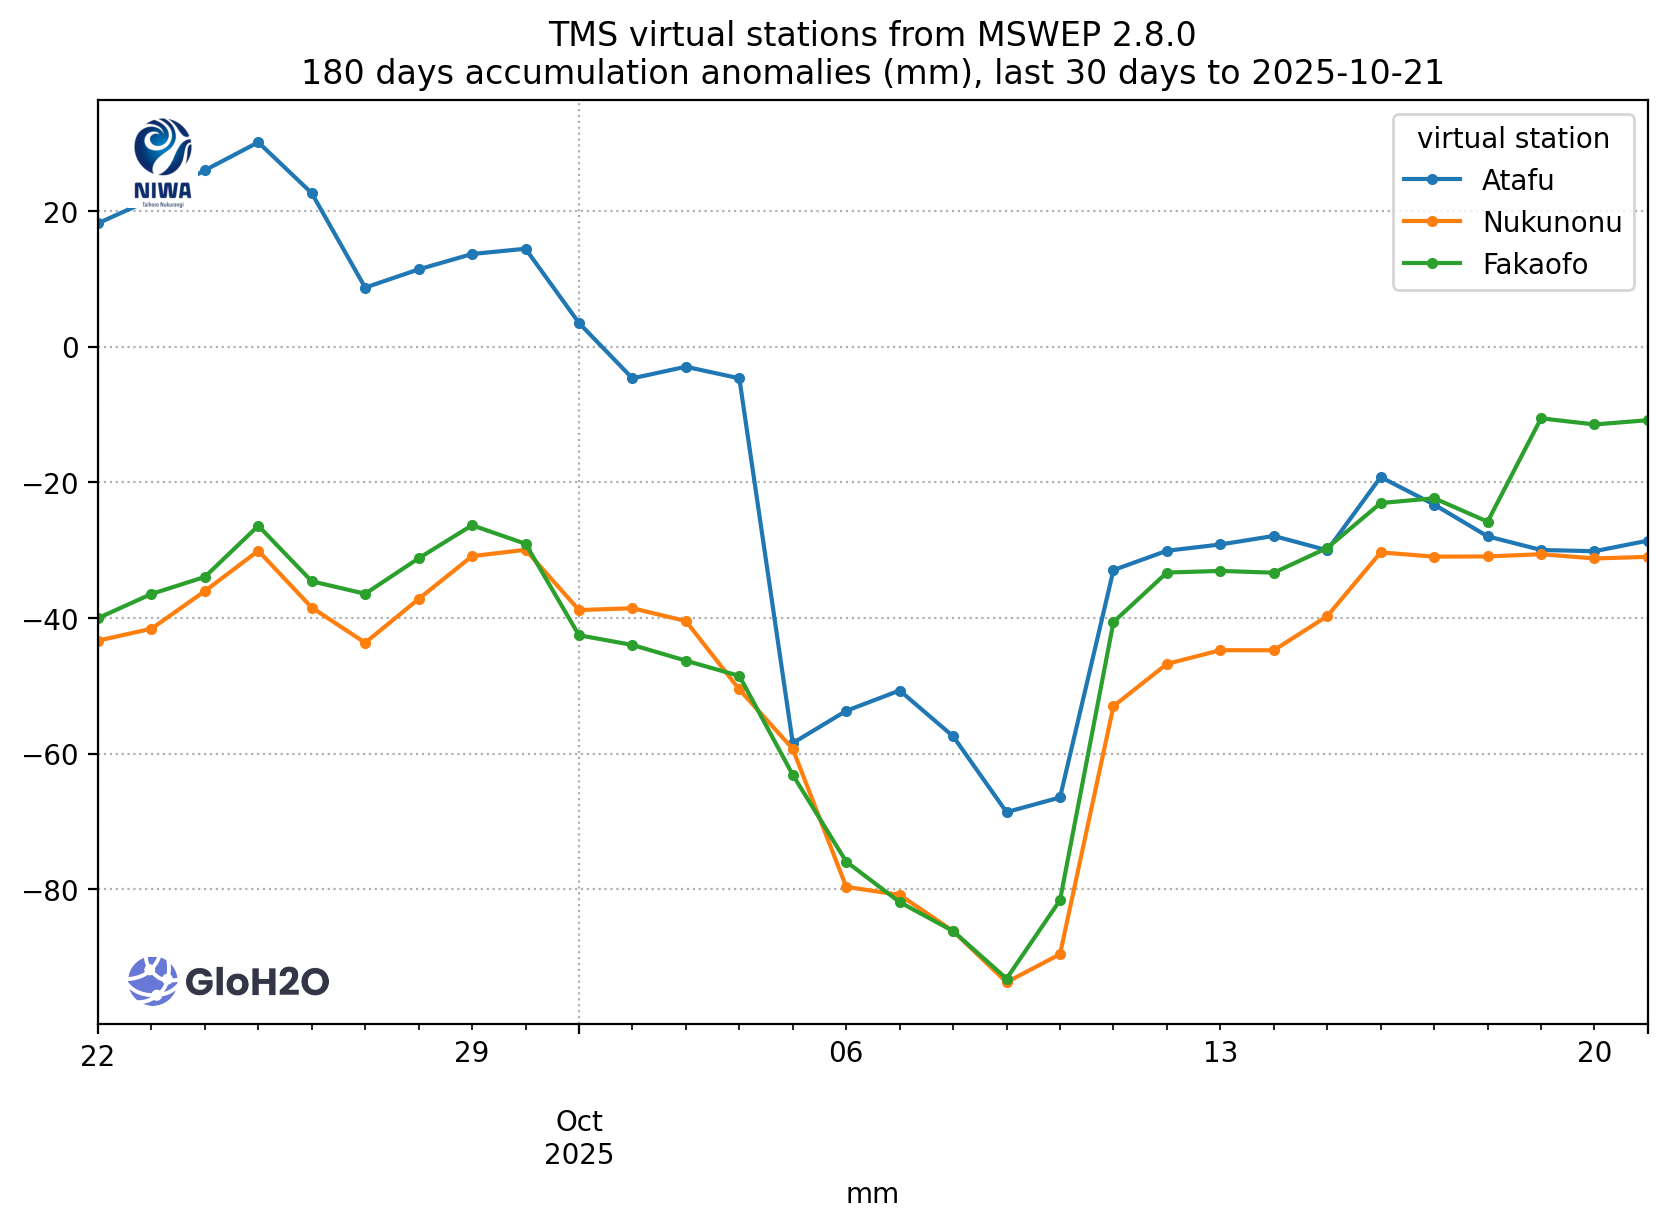 TMS virtual stations from MSWEP 2.8.0
180 days accumulation anomalies (mm), last 30 days to 2025-10-21
NIWA
Taihoro Nukurangi
virtual station
Atafu
Nukunonu
Fakaofo
20
0
−20
−40
−60
−80
GloH2O
22
29
06
13
20
Oct
2025
mm